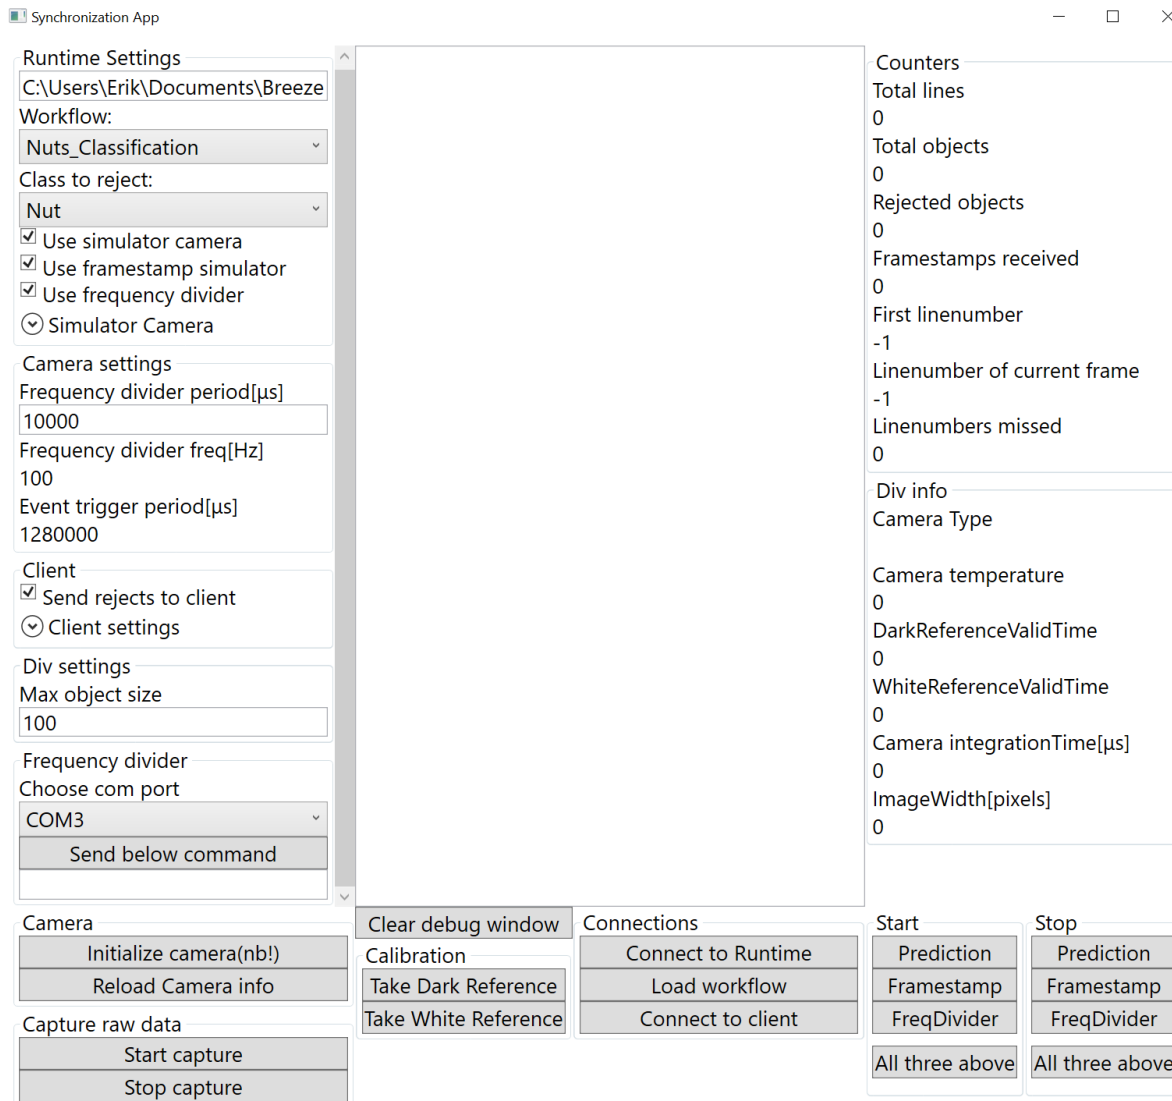 Synchronization App
Runtime Settings
C:\Users\Erik\Documents\Breeze
Workflow:
Nuts_Classification
Class to reject:
Nut
Use simulator camera
Use framestamp simulator
Use frequency divider
Simulator Camera
Camera settings
Frequency divider period[µs]
10000
Frequency divider freq[Hz]
100
Event trigger period[µs]
1280000
Client
Send rejects to client
Client settings
Div settings
Max object size
100
Frequency divider
Choose com port
COM3
Send below command
Camera
Initialize camera(nb!)
Reload Camera info
Capture raw data
Start capture
Stop capture
Clear debug window
Calibration
Take Dark Reference
Take White Reference
Connections
Connect to Runtime
Load workflow
Connect to client
Counters
Total lines
0
Total objects
0
Rejected objects
0
Framestamps received
0
First linenumber
-1
Linenumber of current frame
-1
Linenumbers missed
0
Div info
Camera Type
Camera temperature
0
DarkReferenceValidTime
0
WhiteReferenceValidTime
0
Camera integrationTime[µs]
0
ImageWidth[pixels]
0
Start
Prediction
Framestamp
FreqDivider
All three above
Stop
Prediction
Framestamp
FreqDivider
All three above